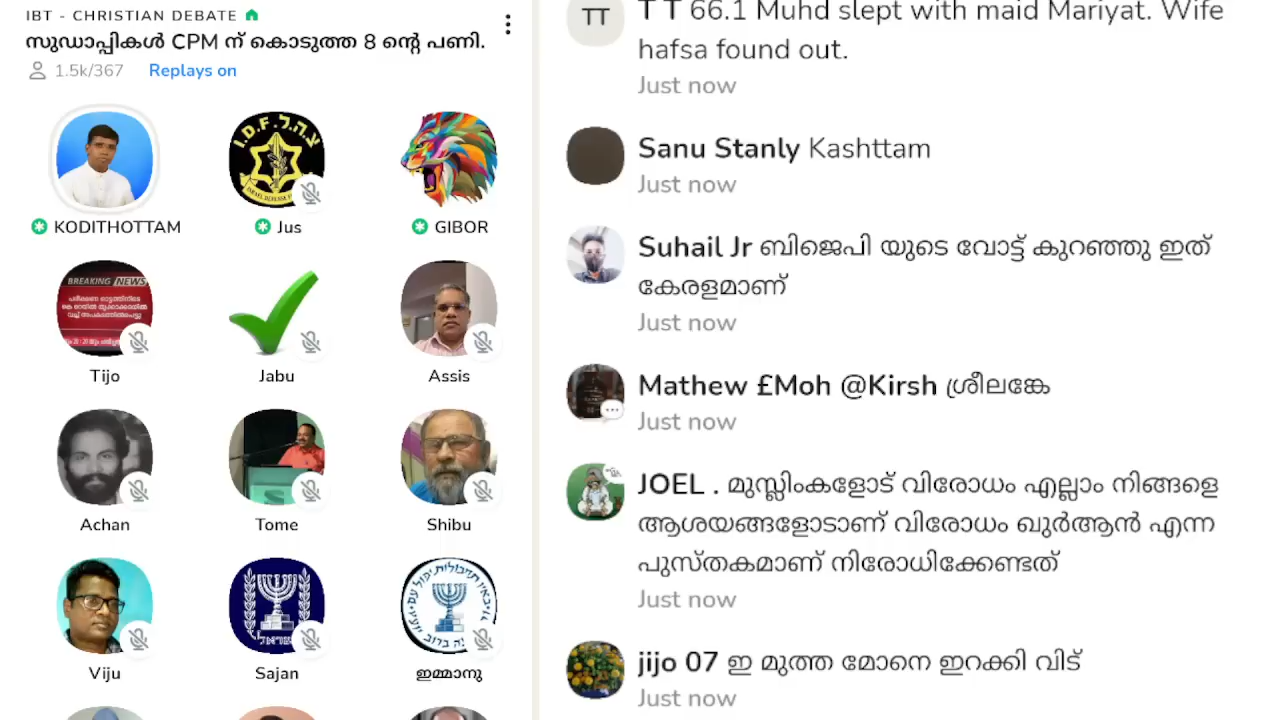 IBT - CHRISTIAN DEBATE
സുഡാപ്പികൾ CPM ന് കൊടുത്ത 8 ന്റെ പണി.
1.5k/367 Replays on
I.D.F. צ.ה.ל.
KODITHOTTAM
Jus
GIBOR
BREAKING NEWS
Tijo
Jabu
Assis
Achan
Tome
Shibu
ישראל
Viju
Sajan
ഇമ്മാനു
TT
T T 66.1 Muhd slept with maid Mariyat. Wife
hafsa found out.
Just now
Sanu Stanly Kashttam
Just now
Suhail Jr ബിജെപി യുടെ വോട്ട് കുറഞ്ഞു ഇത്
കേരളമാണ്
Just now
Mathew £Moh @Kirsh ശ്രീലങ്കേ
Just now
JOEL . മുസ്ലിംകളോട് വിരോധം എല്ലാം നിങ്ങളെ
ആശയങ്ങളോടാണ് വിരോധം ഖുർആൻ എന്ന
പുസ്തകമാണ് നിരോധിക്കേണ്ടത്
Just now
jijo 07 ഇ മുത്ത മോനെ ഇറക്കി വിട്
Just now